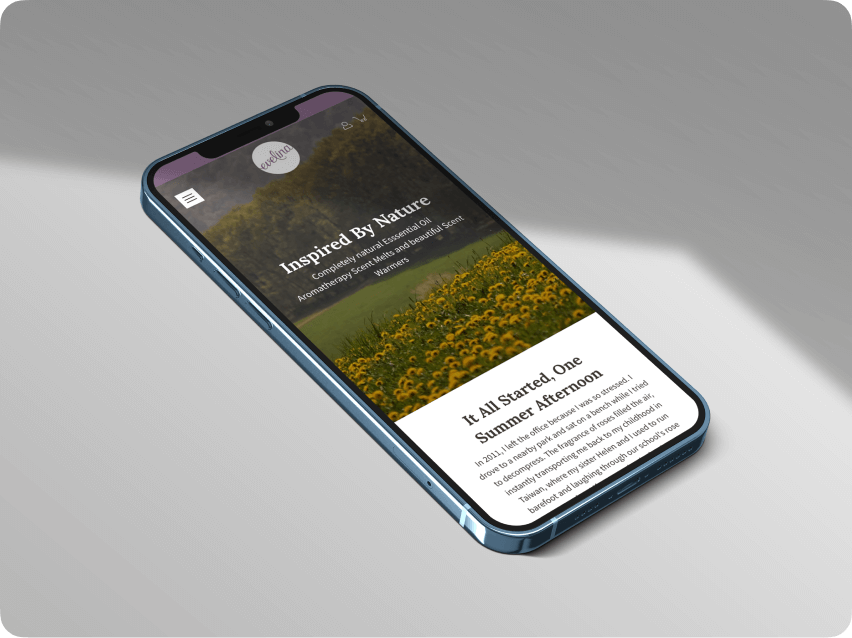 evelina
Inspired By Nature
Completely natural Esssential Oil
Aromatherapy Scent Melts and beautiful Scent
Warmers
It All Started, One
Summer Afternoon
In 2011, I left the office because I was so stressed. I
drove to a nearby park and sat on a bench while I tried
to decompress. The fragrance of roses filled the air,
instantly transporting me back to my childhood in
Taiwan, where my sister Helen and I used to run
barefoot and laughing through our school's rose